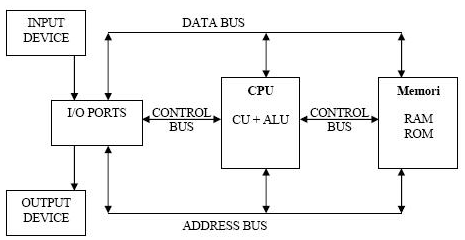 INPUT
DEVICE
DATA BUS
I/O PORTS
CONTROL
BUS
CPU
CU + ALU
CONTROL
BUS
Memori
RAM
ROM
OUTPUT
DEVICE
ADDRESS BUS